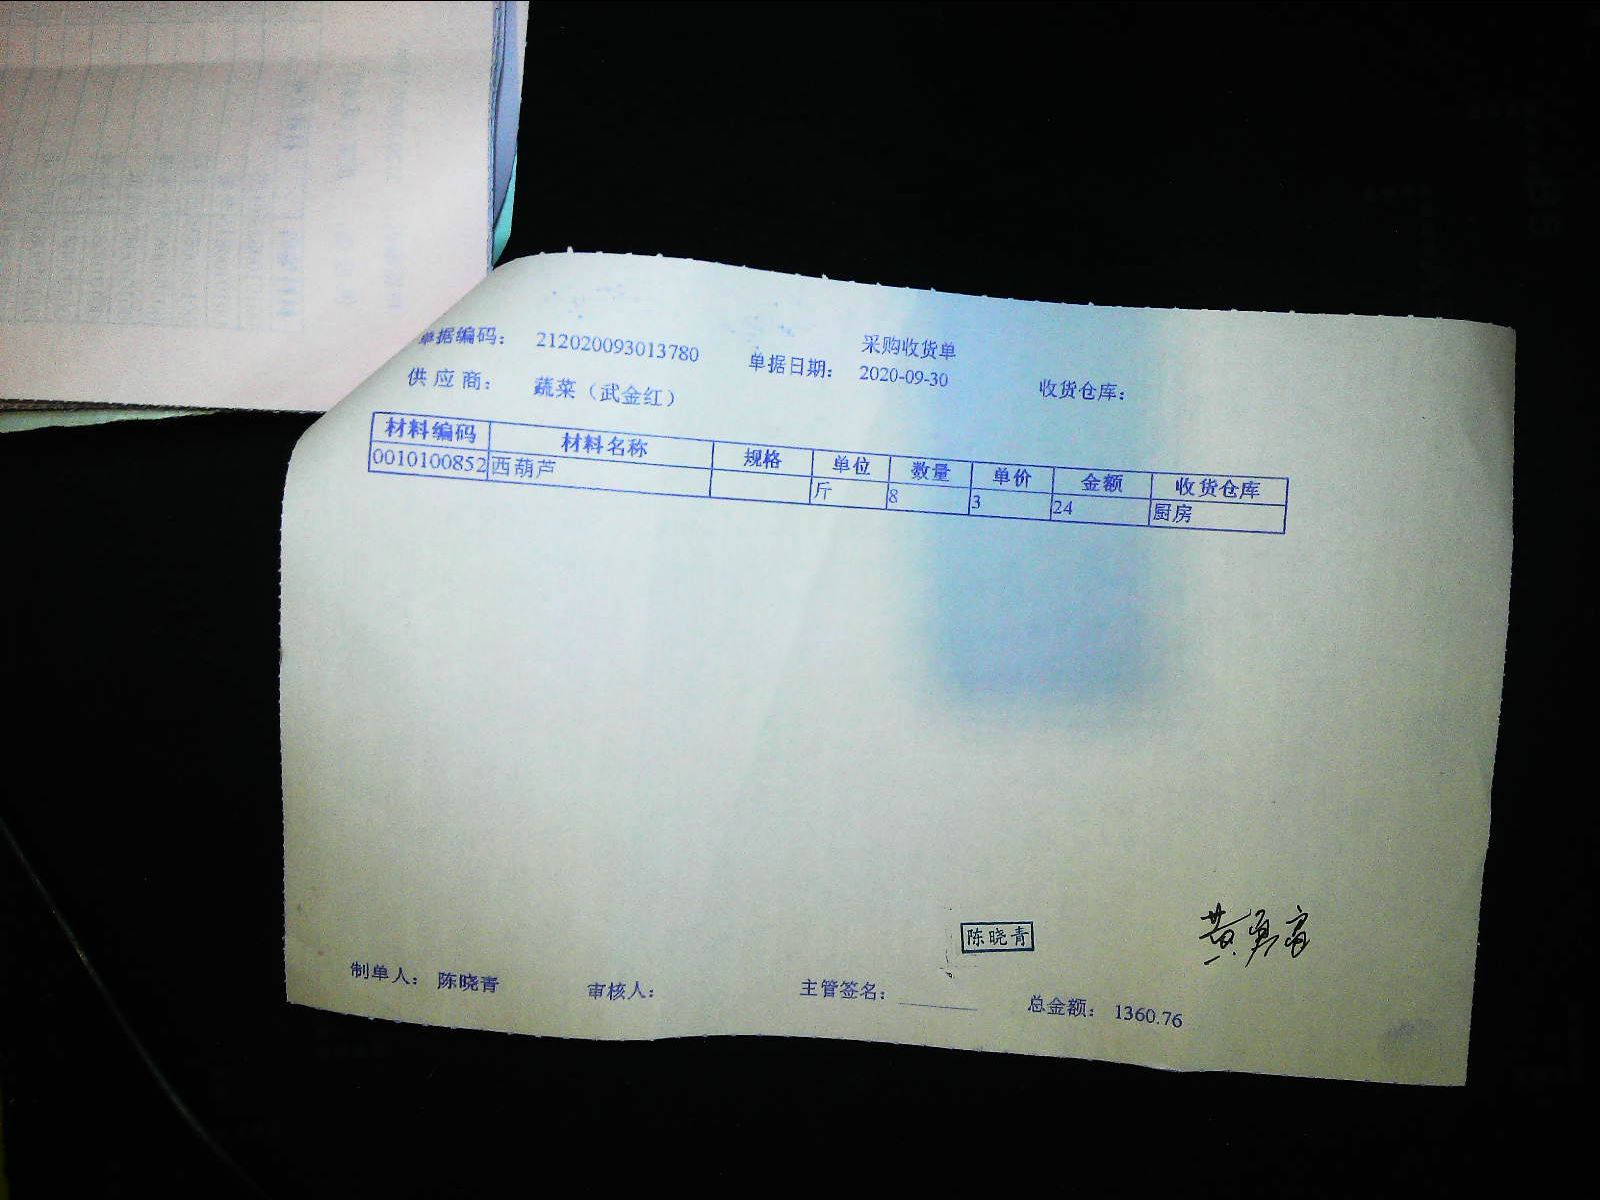 采购收货单
单据编码： 212020093013780 单据日期： 2020-09-30 收货仓库：
供应商： 蔬菜（武金红）
材料编码 材料名称 规格 单位 数量 单价 金额 收货仓库
0010100852 西葫芦 斤 8 3 24 厨房
陈晓青
制单人： 陈晓青 审核人： 主管签名： 总金额： 1360.76